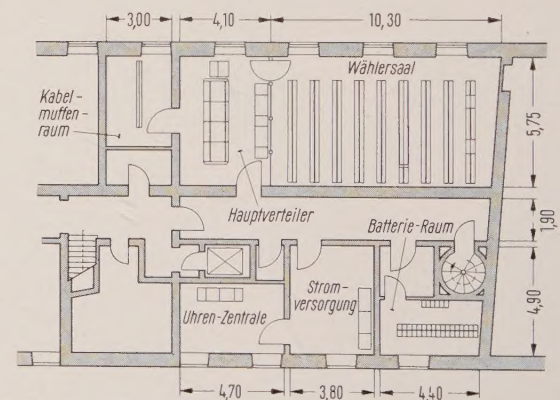 3,00
4,10
10,30
Wählersaal
Kabel-
muffen-
raum
5,75
Hauptverteiler
Batterie-Raum
1,90
Strom-
versorgung
Uhren-Zentrale
4,90
4,70
3,80
4,40